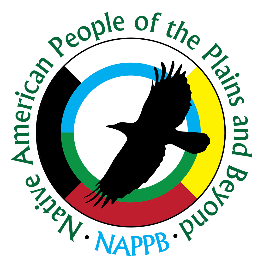 Native American People of the Plains and Beyond
· NAPPB ·